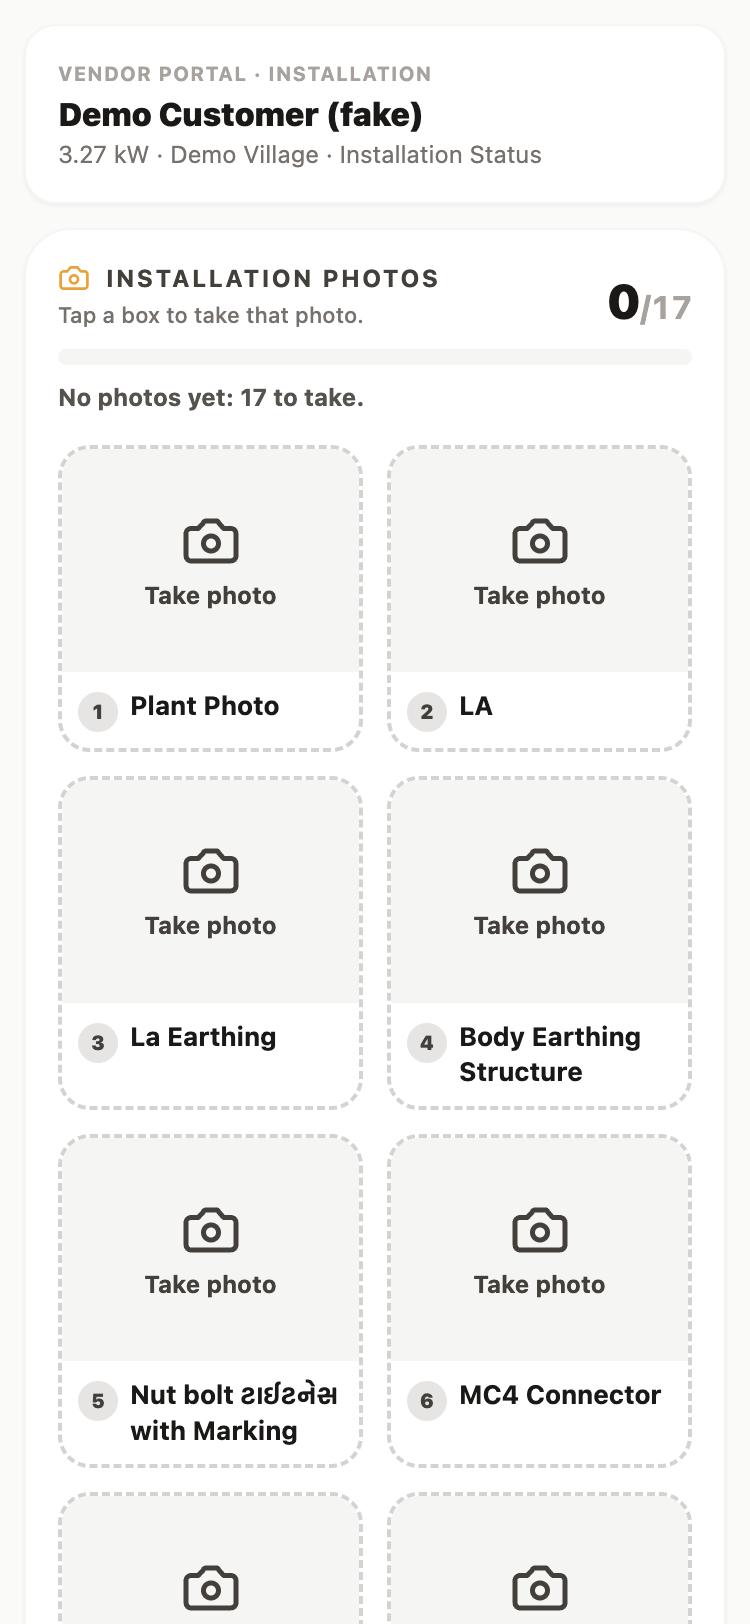 VENDOR PORTAL · INSTALLATION
Demo Customer (fake)
3.27 kW · Demo Village · Installation Status
INSTALLATION PHOTOS
Tap a box to take that photo.
0/17
No photos yet: 17 to take.
Take photo
1 Plant Photo
Take photo
2 LA
Take photo
3 La Earthing
Take photo
4 Body Earthing
Structure
Take photo
5 Nut bolt ટાઈટનેસ
with Marking
Take photo
6 MC4 Connector